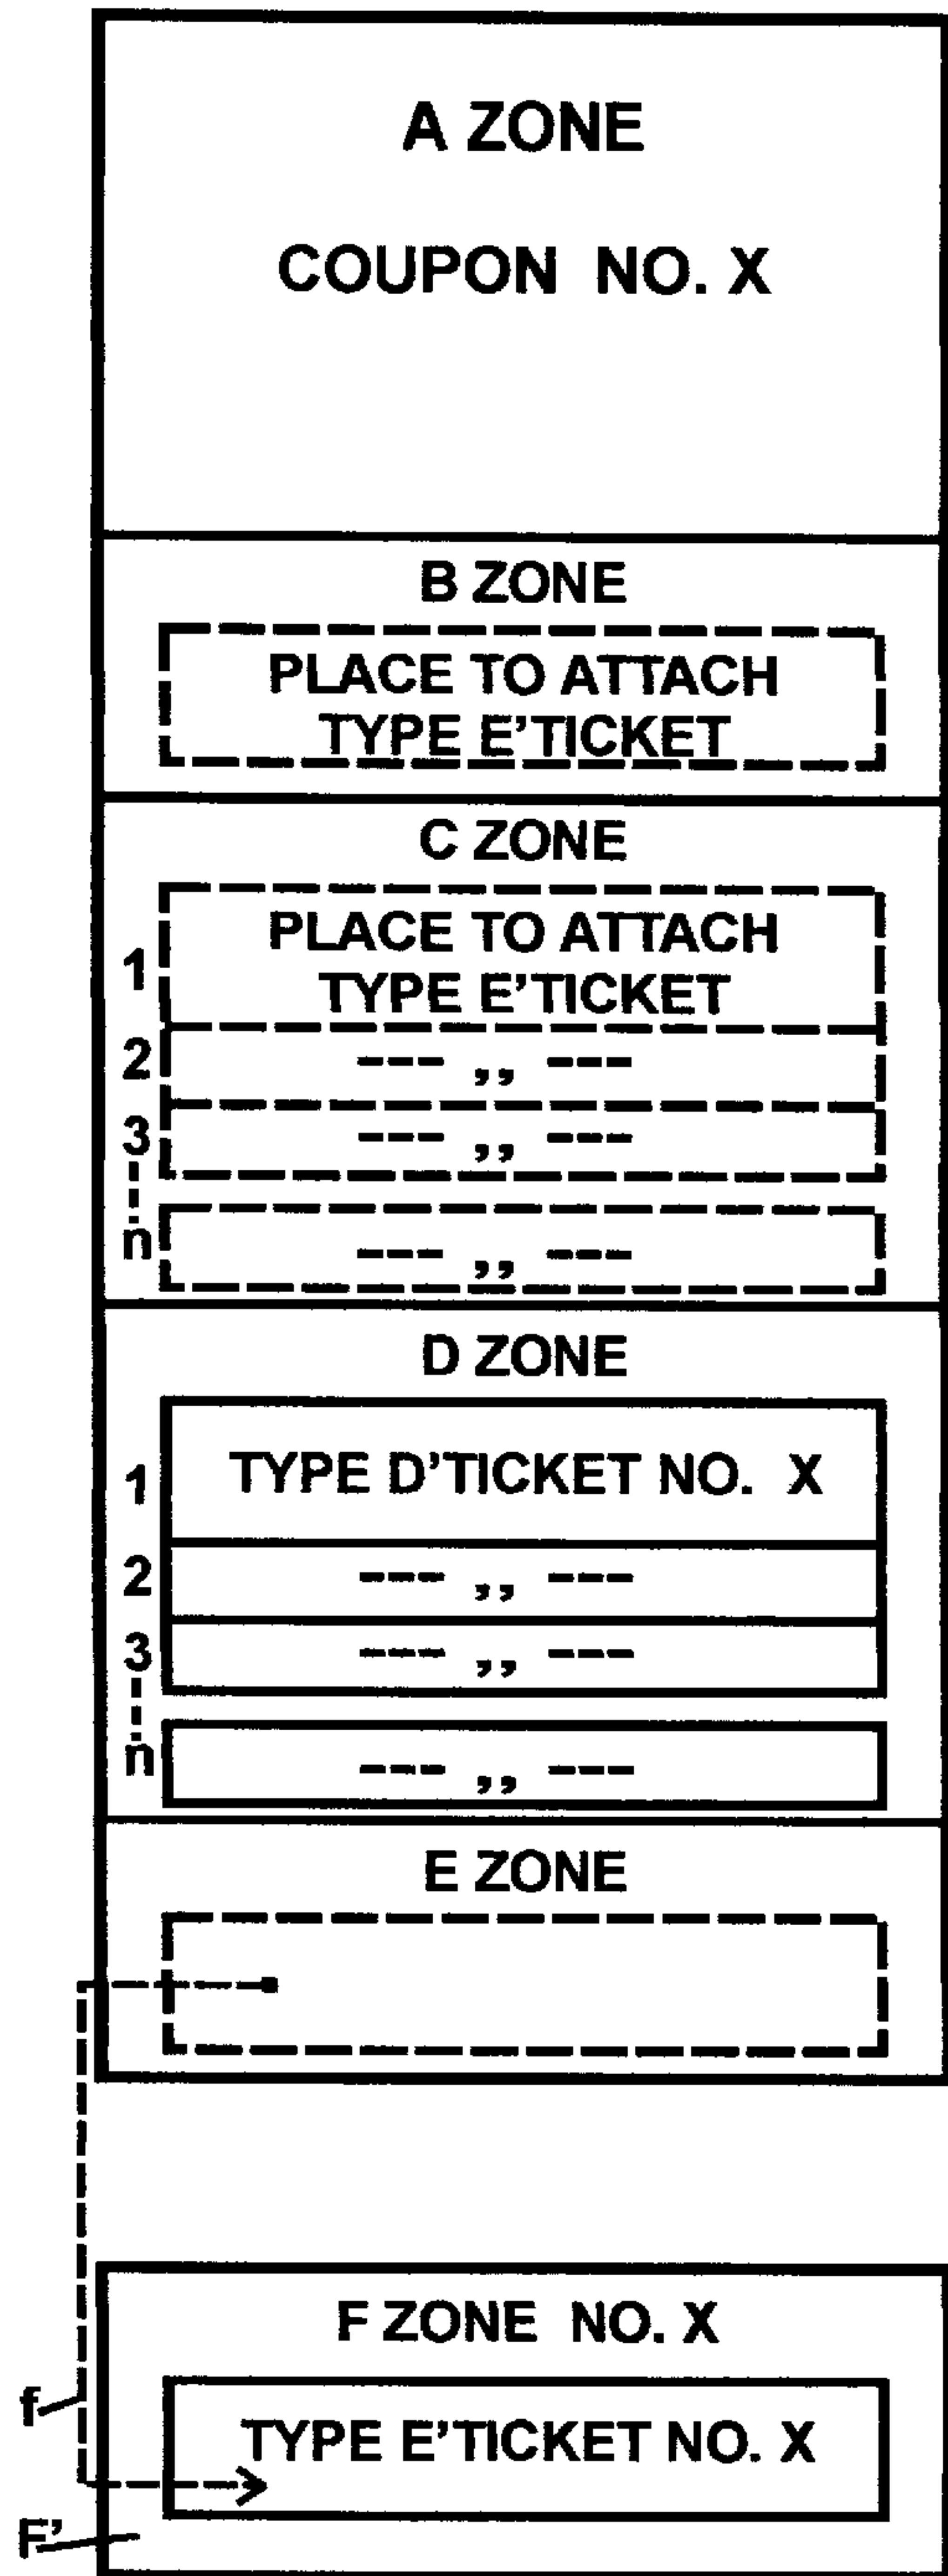 A ZONE
COUPON NO. X
B ZONE
PLACE TO ATTACH
TYPE E'TICKET
C ZONE
1
PLACE TO ATTACH
TYPE E'TICKET
2 --- ,, ---
3 --- ,, ---
n --- ,, ---
D ZONE
1 TYPE D'TICKET NO. X
2 --- ,, ---
3 --- ,, ---
n --- ,, ---
E ZONE
F ZONE NO. X
f
TYPE E'TICKET NO. X
F'